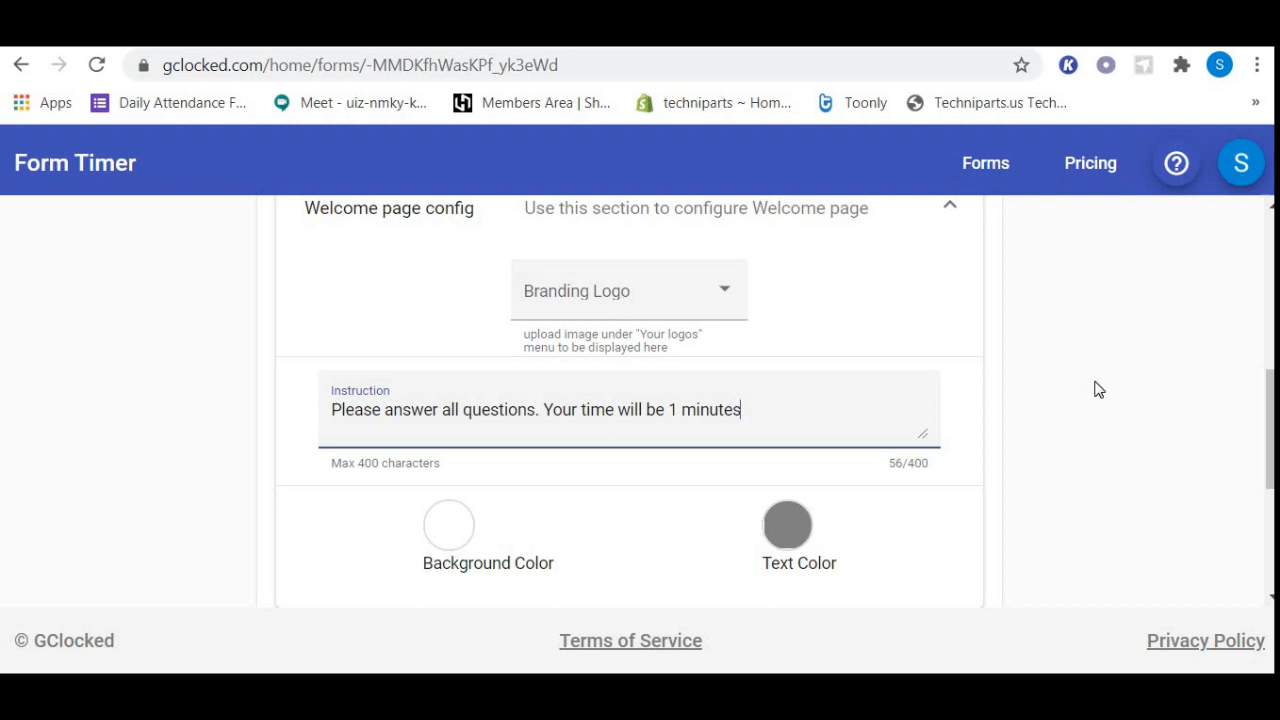 gclocked.com/home/forms/-MMDKfhWasKPf_yk3eWd
K
S
Apps
Daily Attendance F...
Meet - uiz-nmky-k...
Members Area | Sh...
techniparts ~ Hom...
Toonly
Techniparts.us Tech...
»
Form Timer
Forms
Pricing
?
S
Welcome page config
Use this section to configure Welcome page
Branding Logo
upload image under "Your logos"
menu to be displayed here
Instruction
Please answer all questions. Your time will be 1 minutes
Max 400 characters
56/400
Background Color
Text Color
© GClocked
Terms of Service
Privacy Policy